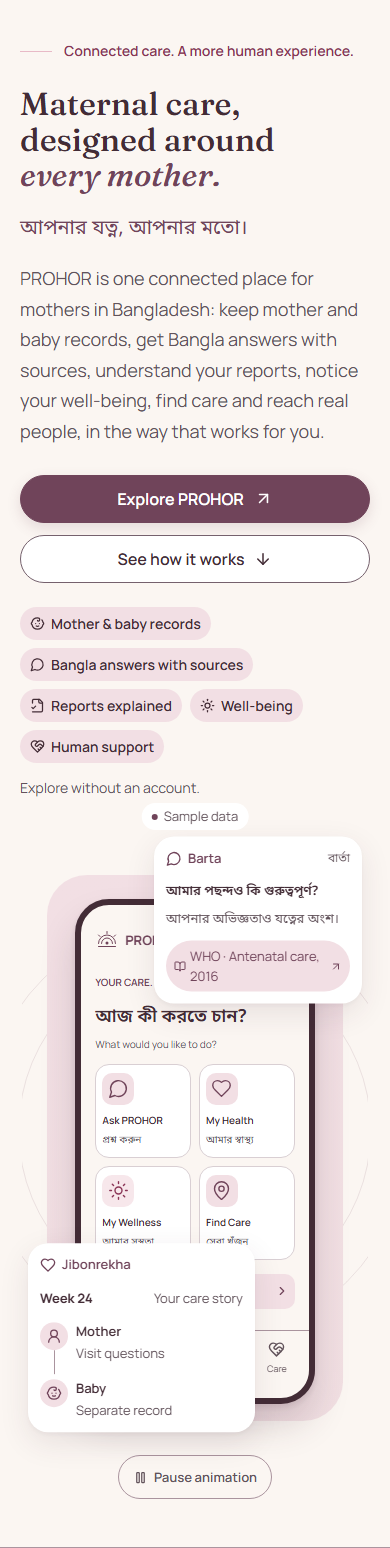 Connected care. A more human experience.
Maternal care,
designed around
every mother.
আপনার যত্ন, আপনার মতো।
PROHOR is one connected place for
mothers in Bangladesh: keep mother and
baby records, get Bangla answers with
sources, understand your reports, notice
your well-being, find care and reach real
people, in the way that works for you.
Explore PROHOR
See how it works
Mother & baby records
Bangla answers with sources
Reports explained
Well-being
Human support
Explore without an account.
Sample data
Barta বার্তা
আমার পছন্দও কি গুরুত্বপূর্ণ?
আপনার অভিজ্ঞতাও যত্নের অংশ।
WHO · Antenatal care,
2016
YOUR CARE.
আজ কী করতে চান?
What would you like to do?
Ask PROHOR
প্রশ্ন করুন
My Health
আমার স্বাস্থ্য
My Wellness
Find Care
Jibonrekha
Week 24 Your care story
Mother
Visit questions
Baby
Separate record
Care
Pause animation